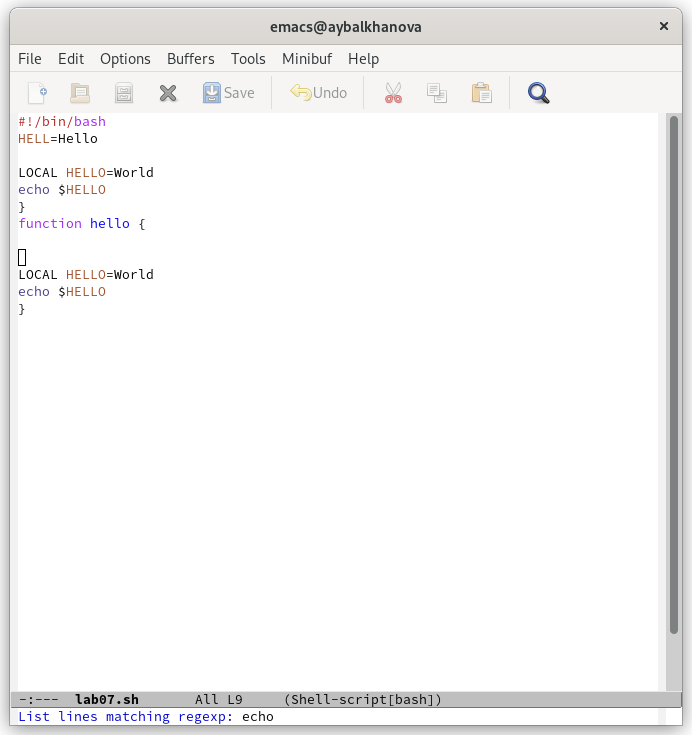 emacs@aybalkhanova ×
File Edit Options Buffers Tools Minibuf Help
Save Undo
#!/bin/bash
HELL=Hello
LOCAL HELLO=World
echo $HELLO
}
function hello {
LOCAL HELLO=World
echo $HELLO
}
-:--- lab07.sh All L9 (Shell-script[bash])
List lines matching regexp: echo